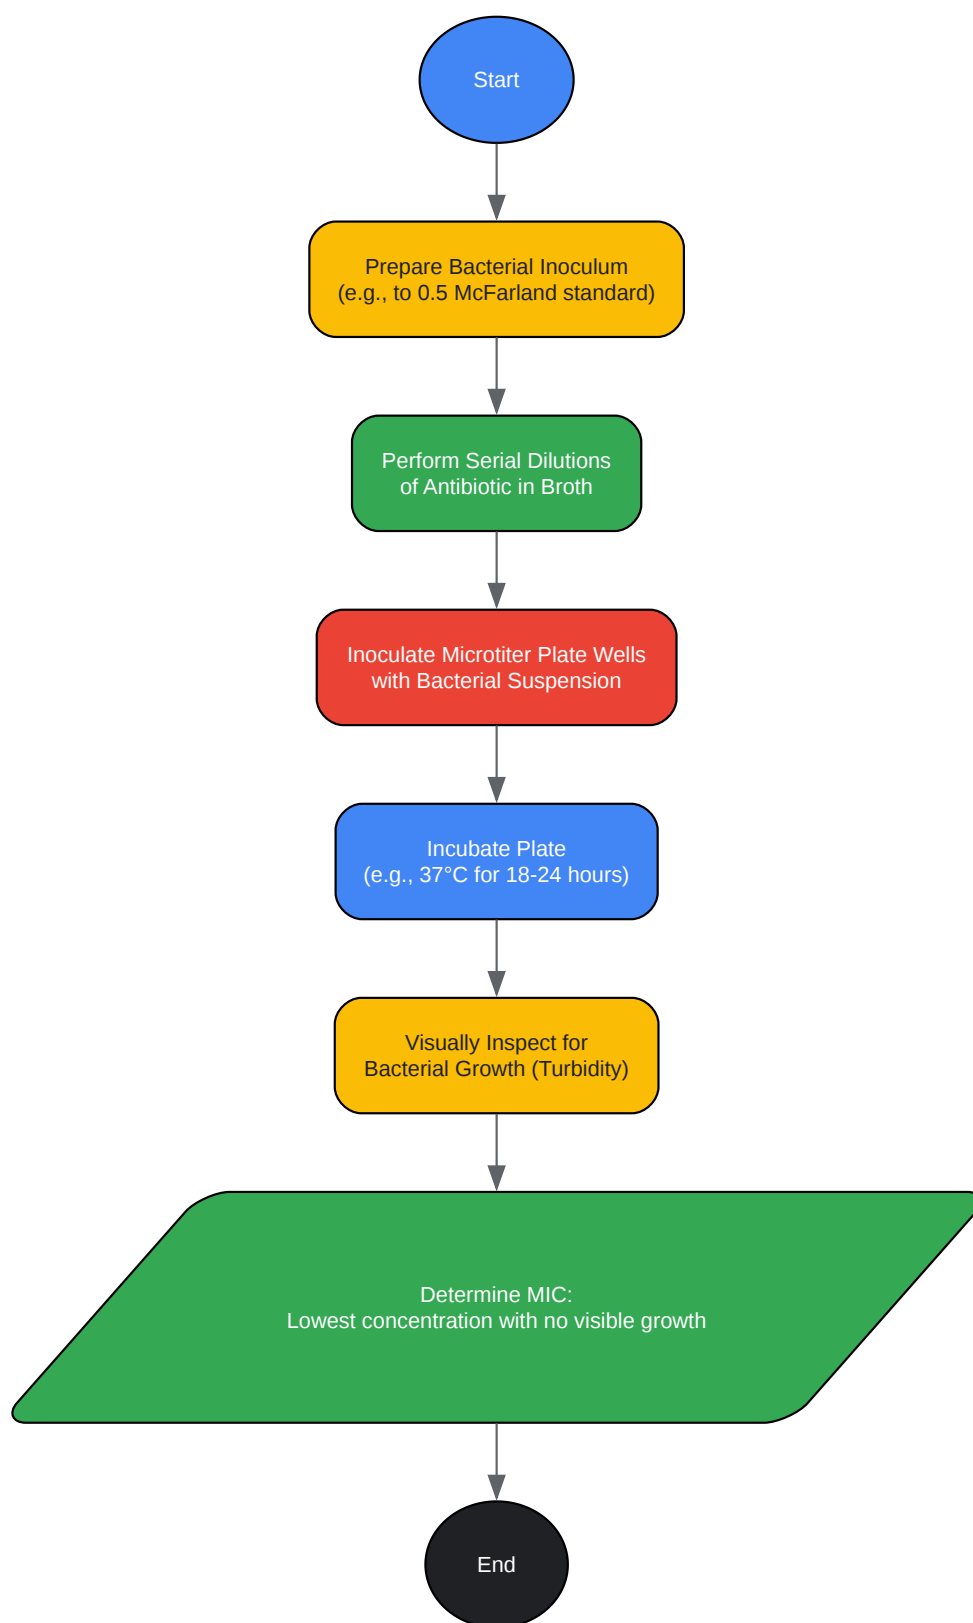 Start
Prepare Bacterial Inoculum
(e.g., to 0.5 McFarland standard)
Perform Serial Dilutions
of Antibiotic in Broth
Inoculate Microtiter Plate Wells
with Bacterial Suspension
Incubate Plate
(e.g., 37°C for 18-24 hours)
Visually Inspect for
Bacterial Growth (Turbidity)
Determine MIC:
Lowest concentration with no visible growth
End